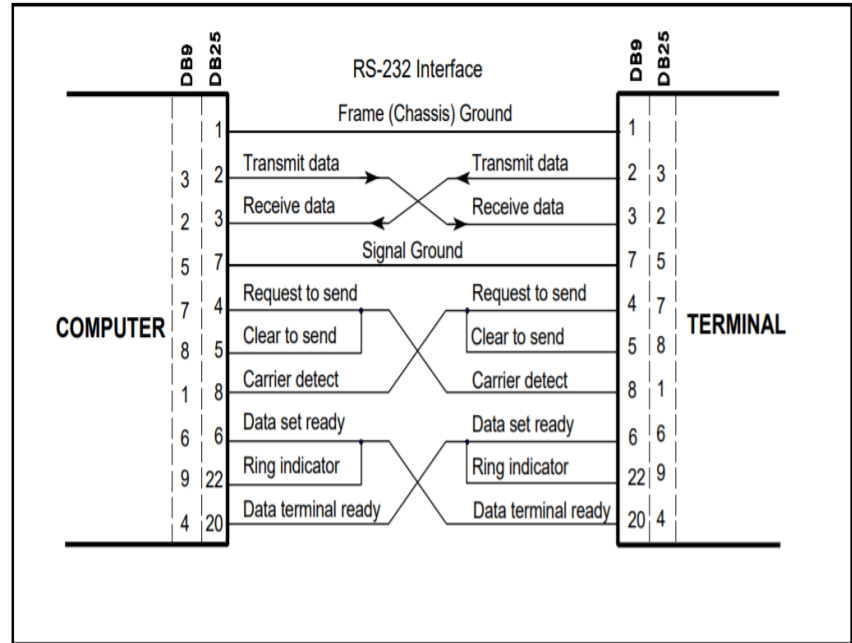 DB9 DB25
RS-232 Interface
DB9 DB25
Frame (Chassis) Ground
1 1
3 2 Transmit data Transmit data 2 3
2 3 Receive data Receive data 3 2
Signal Ground
5 7 7 5
7 4 Request to send Request to send 4 7
COMPUTER TERMINAL
8 5 Clear to send Clear to send 5 8
1 8 Carrier detect Carrier detect 8 1
6 6 Data set ready Data set ready 6 6
9 22 Ring indicator Ring indicator 22 9
4 20 Data terminal ready Data terminal ready 20 4